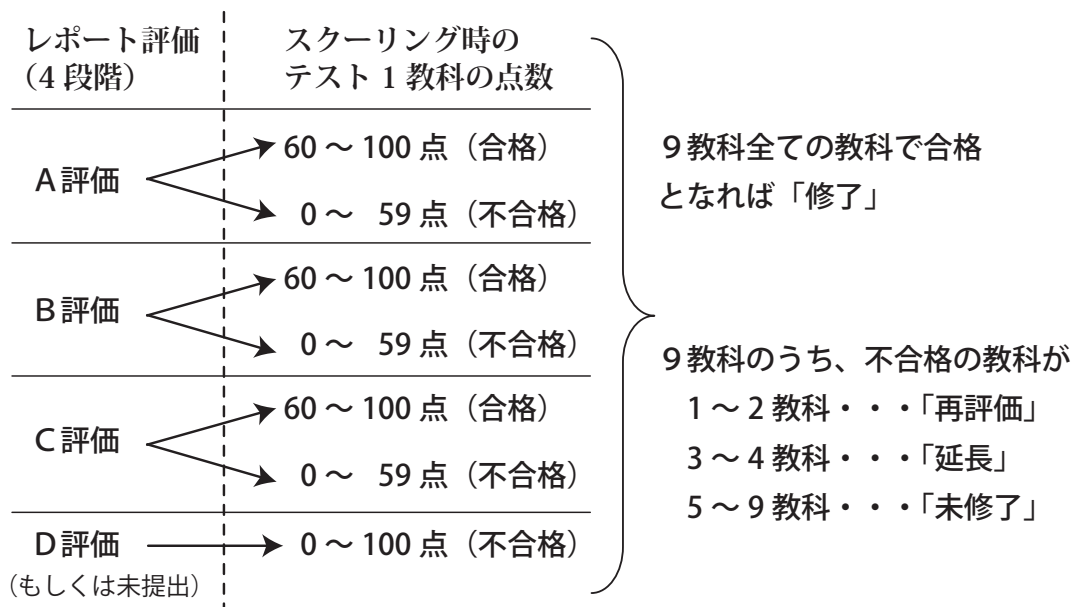 レポート評価
（4段階）
スクーリング時の
テスト1教科の点数
A評価
60～100点（合格）
0～ 59点（不合格）
B評価
60～100点（合格）
0～ 59点（不合格）
C評価
60～100点（合格）
0～ 59点（不合格）
D評価
（もしくは未提出）
0～100点（不合格）
9教科全ての教科で合格
となれば「修了」
9教科のうち、不合格の教科が
1～2教科・・・「再評価」
3～4教科・・・「延長」
5～9教科・・・「未修了」